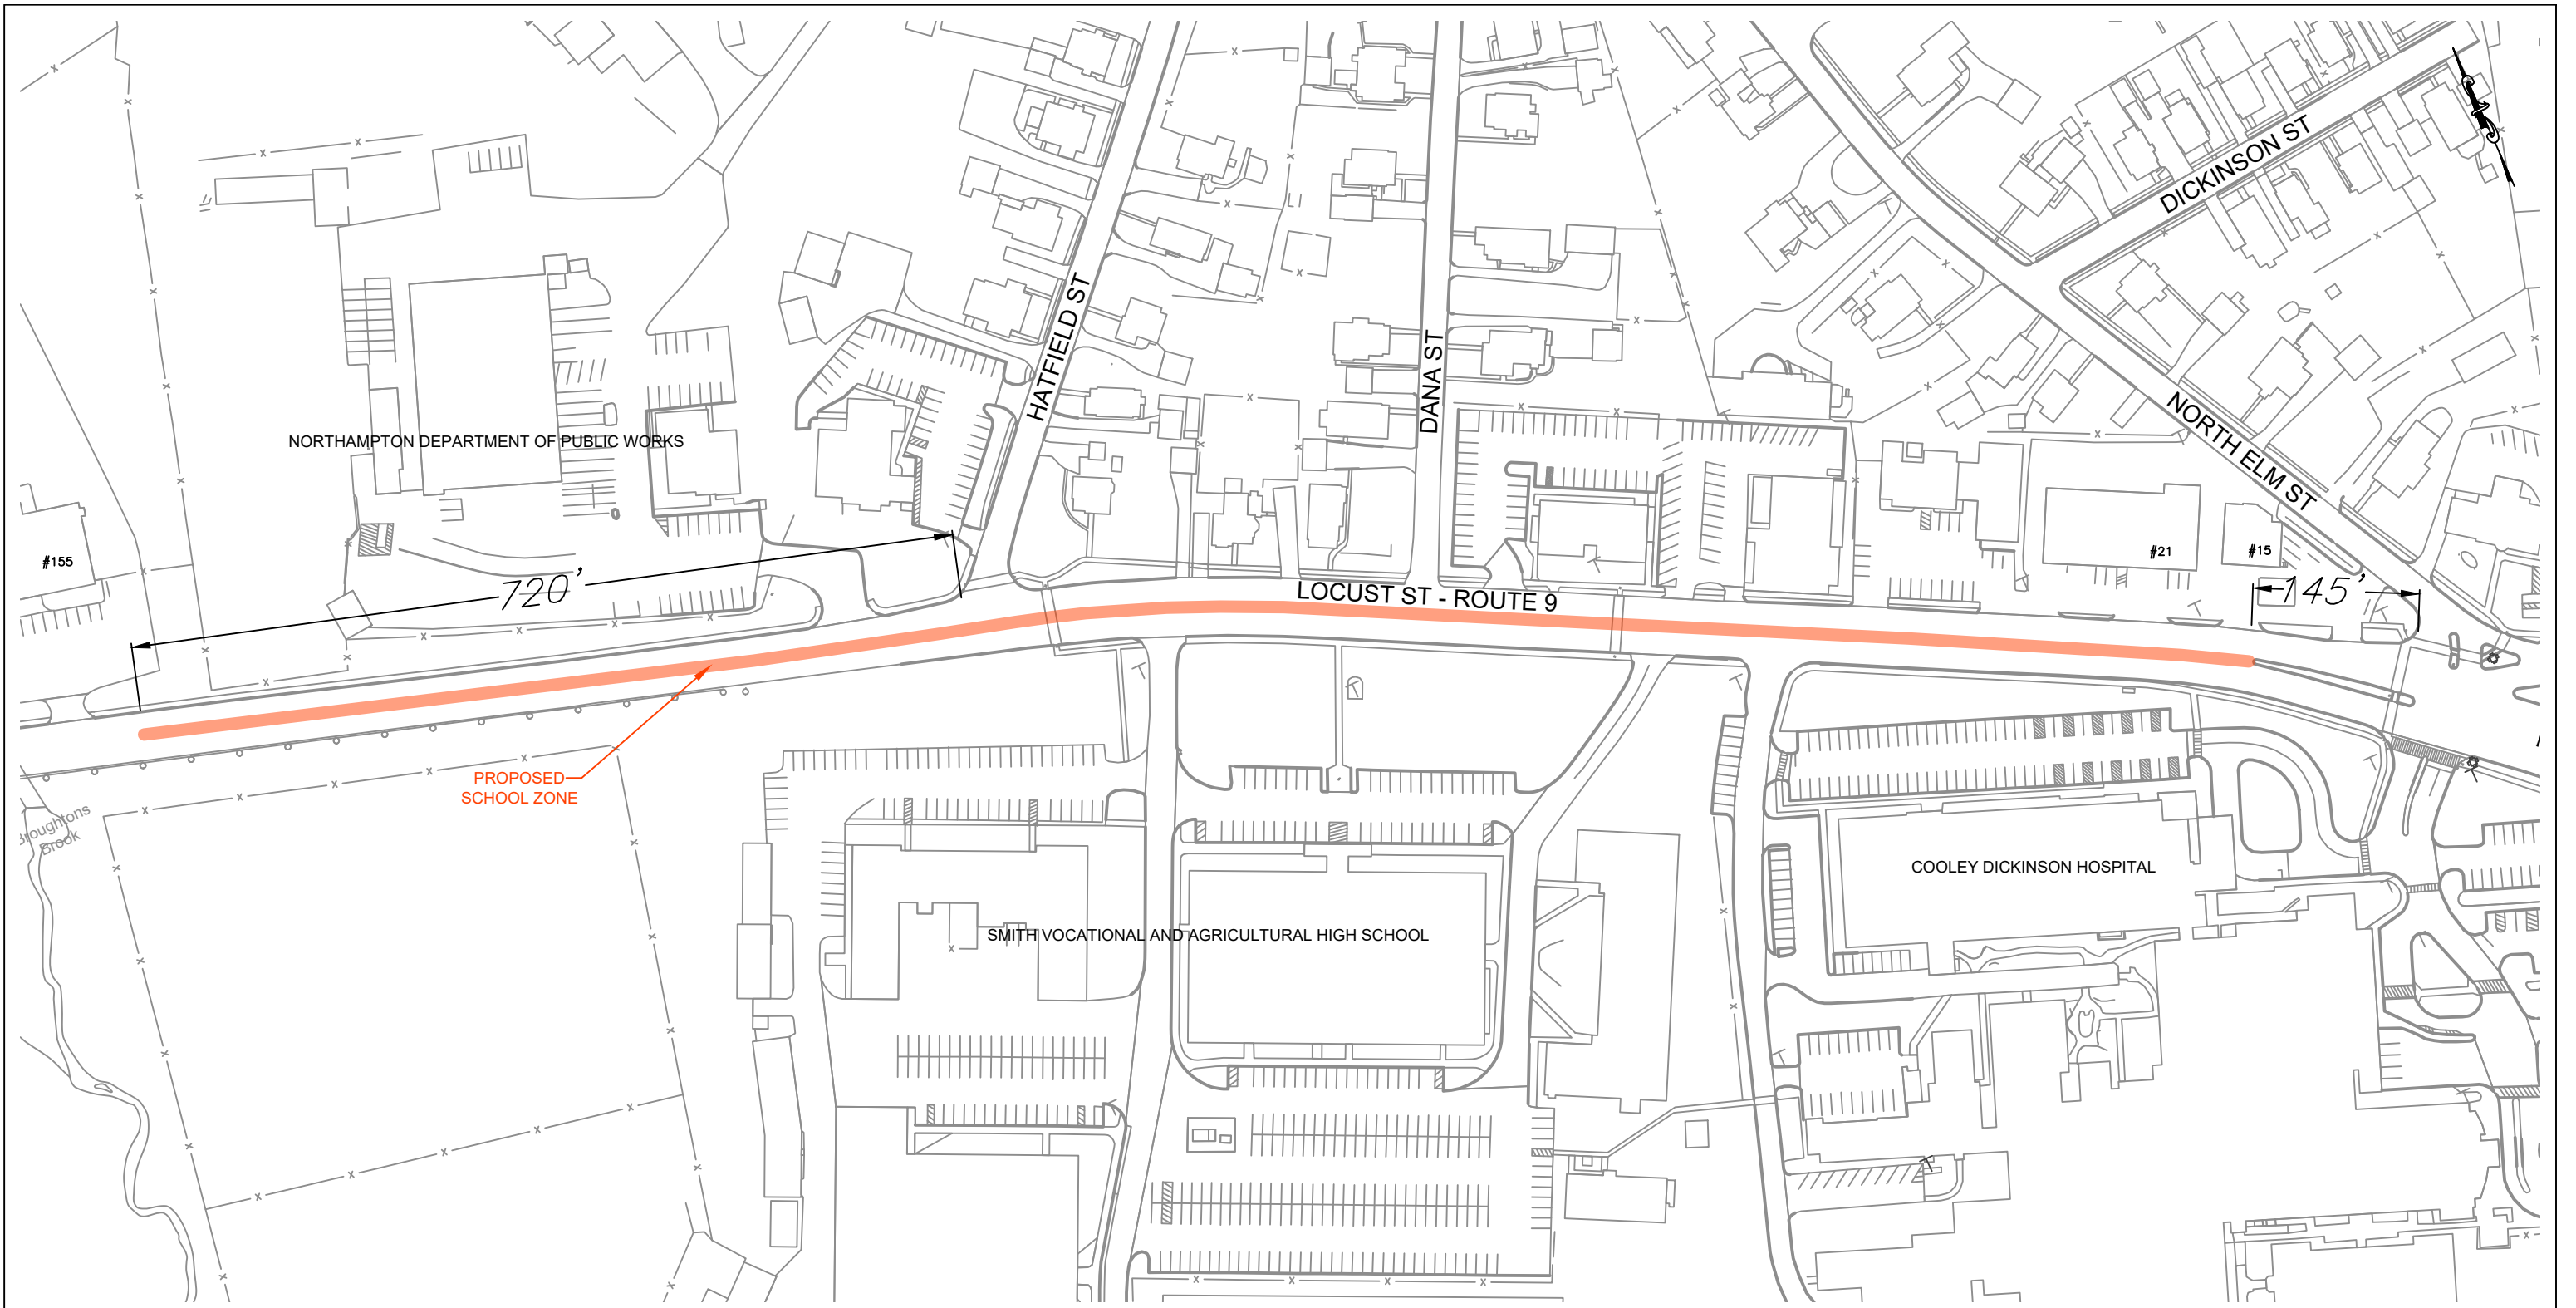 DICKINSON ST
HATFIELD ST
DANA ST
NORTH ELM ST
NORTHAMPTON DEPARTMENT OF PUBLIC WORKS
#155
#21
#15
720'
145'
LOCUST ST - ROUTE 9
PROPOSED
SCHOOL ZONE
Broughtons
Brook
COOLEY DICKINSON HOSPITAL
SMITH VOCATIONAL AND AGRICULTURAL HIGH SCHOOL